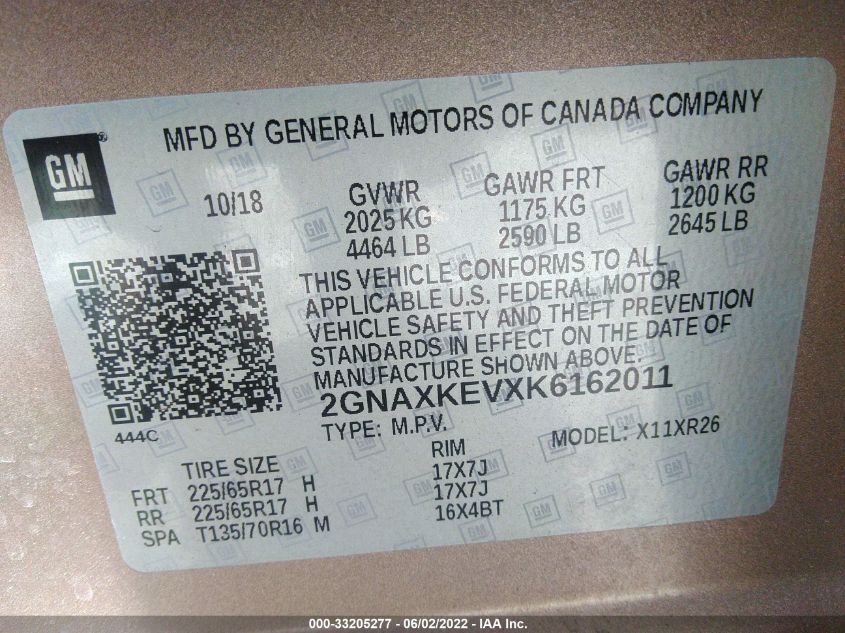 MFD BY GENERAL MOTORS OF CANADA COMPANY
GM ®
10/18
GVWR GAWR FRT GAWR RR
2025 KG 1175 KG 1200 KG
4464 LB 2590 LB 2645 LB
THIS VEHICLE CONFORMS TO ALL
APPLICABLE U.S. FEDERAL MOTOR
VEHICLE SAFETY AND THEFT PREVENTION
STANDARDS IN EFFECT ON THE DATE OF
MANUFACTURE SHOWN ABOVE.
2GNAXKEVXK6162011
444C
TYPE: M.P.V. MODEL: X11XR26
TIRE SIZE RIM
FRT 225/65R17 H 17X7J
RR 225/65R17 H 17X7J
SPA T135/70R16 M 16X4BT
000-33205277 - 06/02/2022 - IAA Inc.